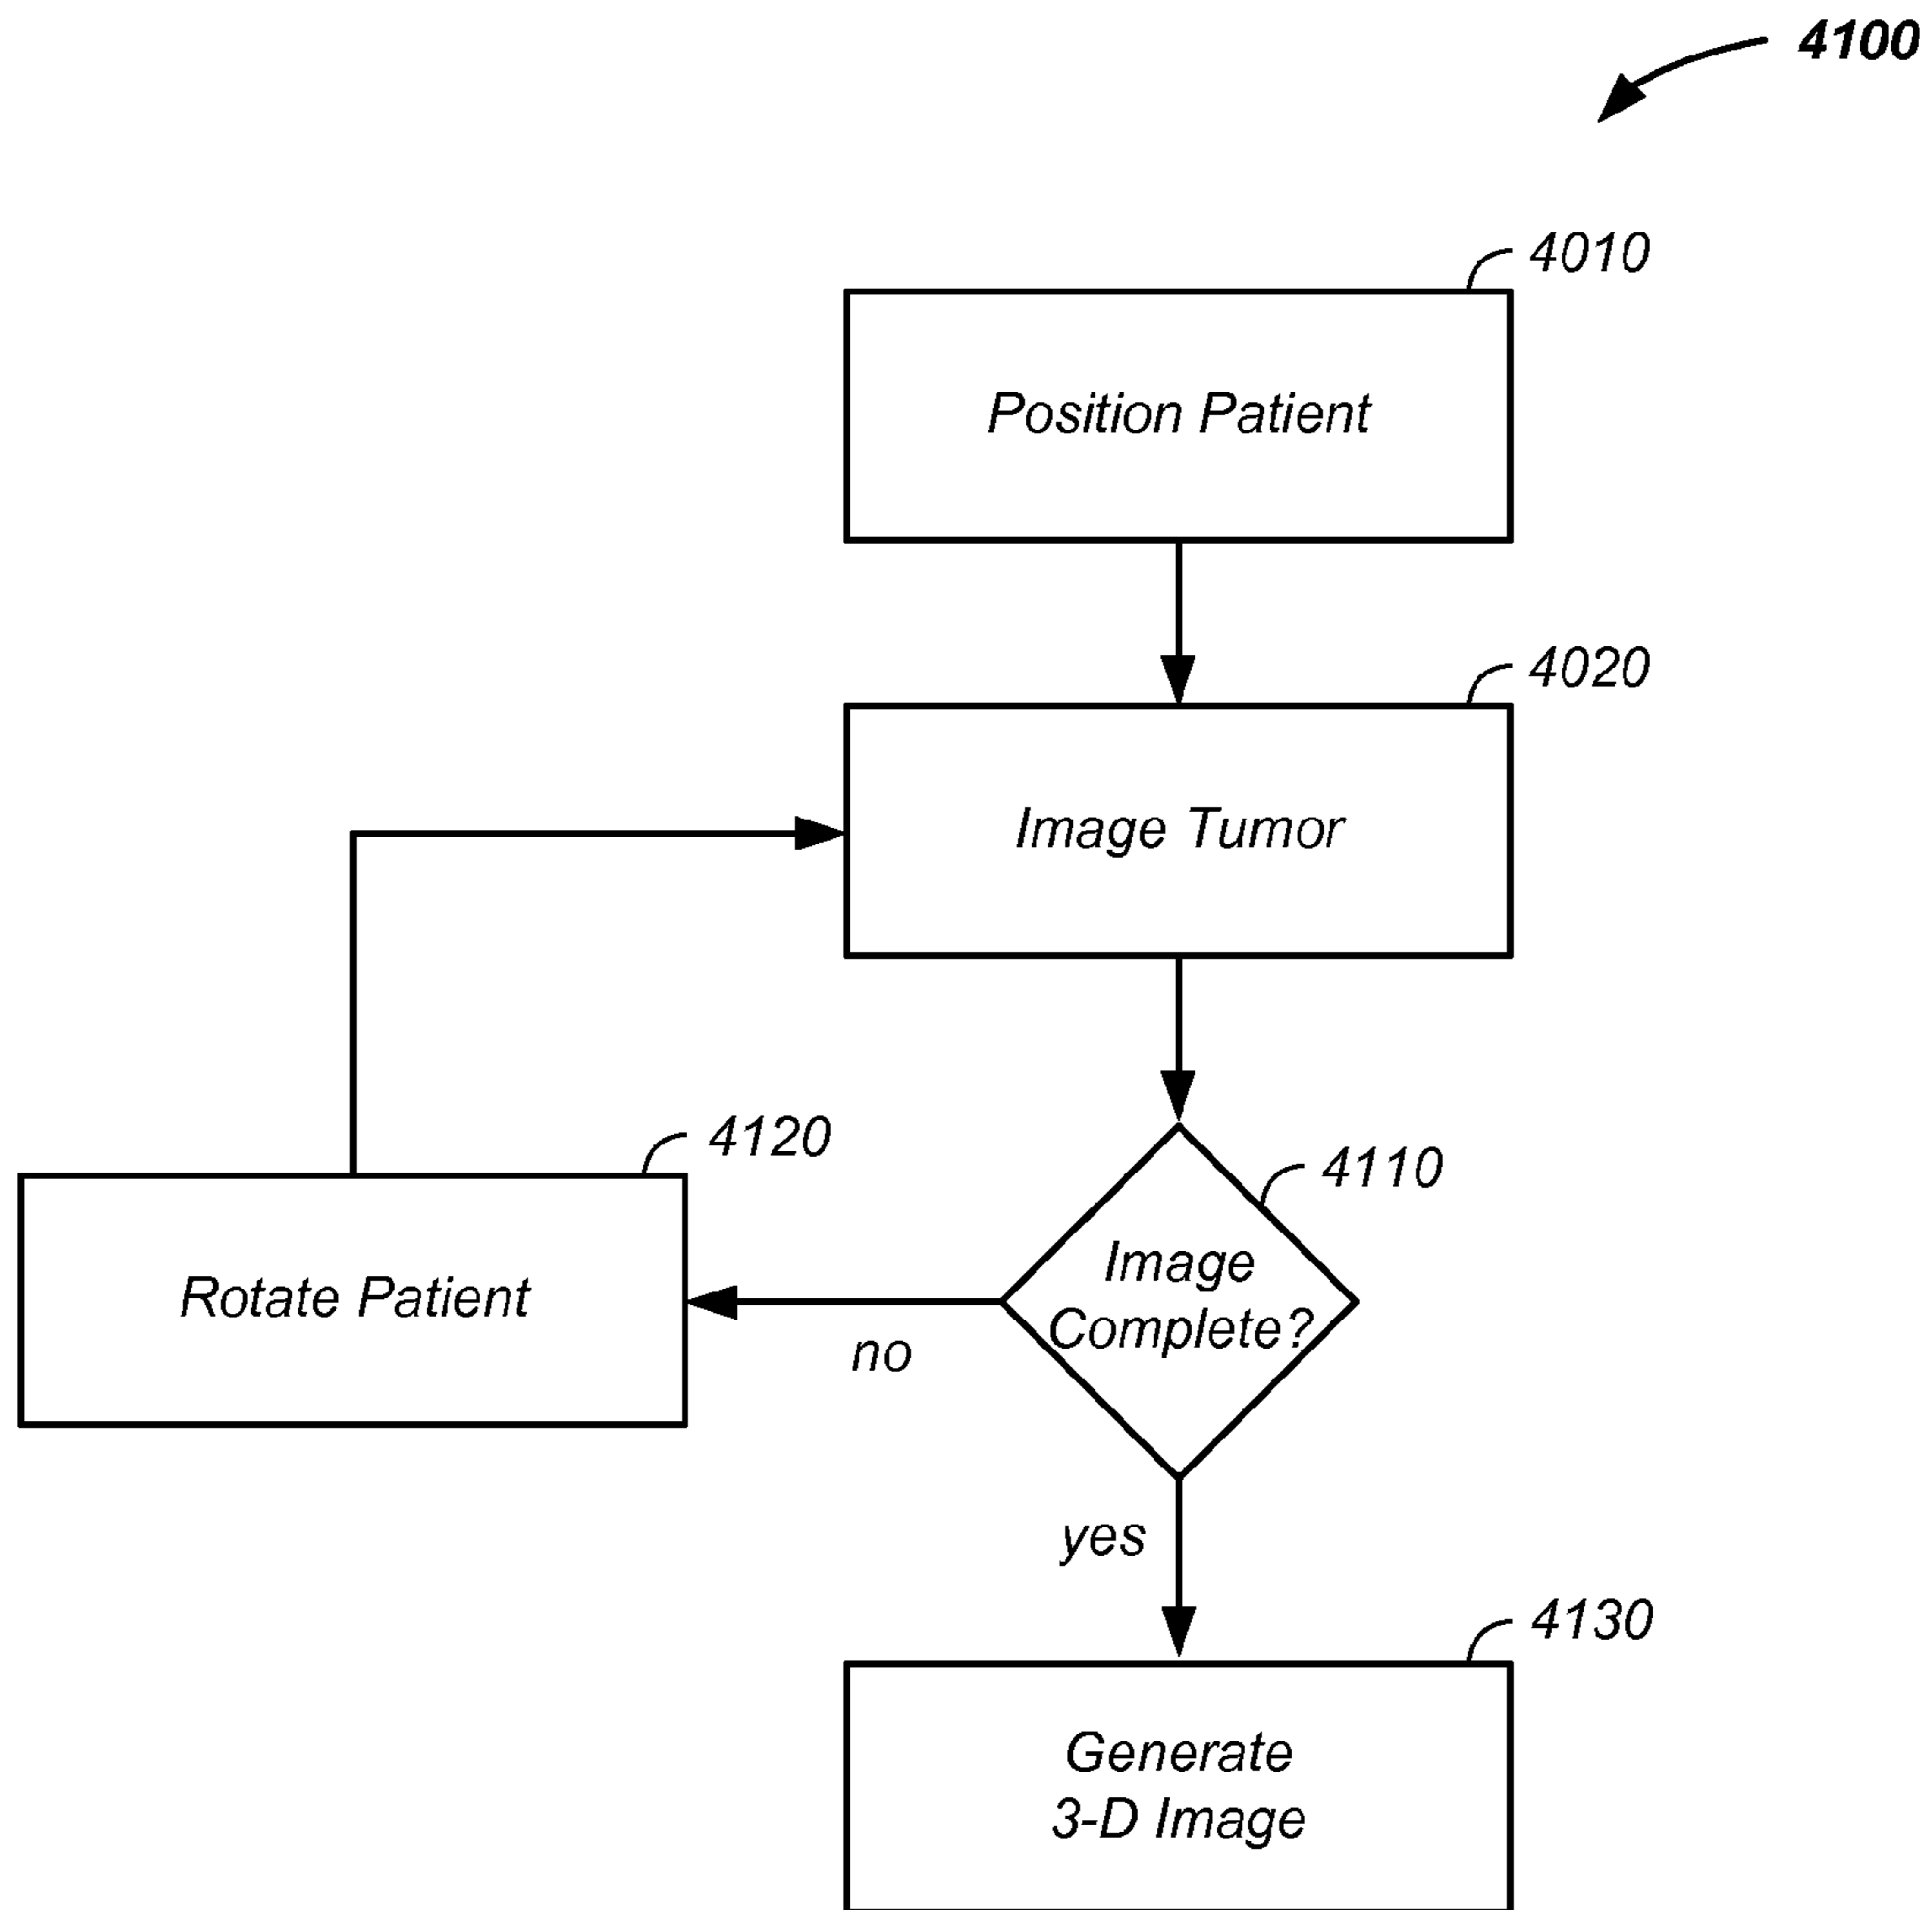 4100
4010
Position Patient
4020
Image Tumor
4120
4110
Rotate Patient
Image
Complete?
no
yes
4130
Generate
3-D Image